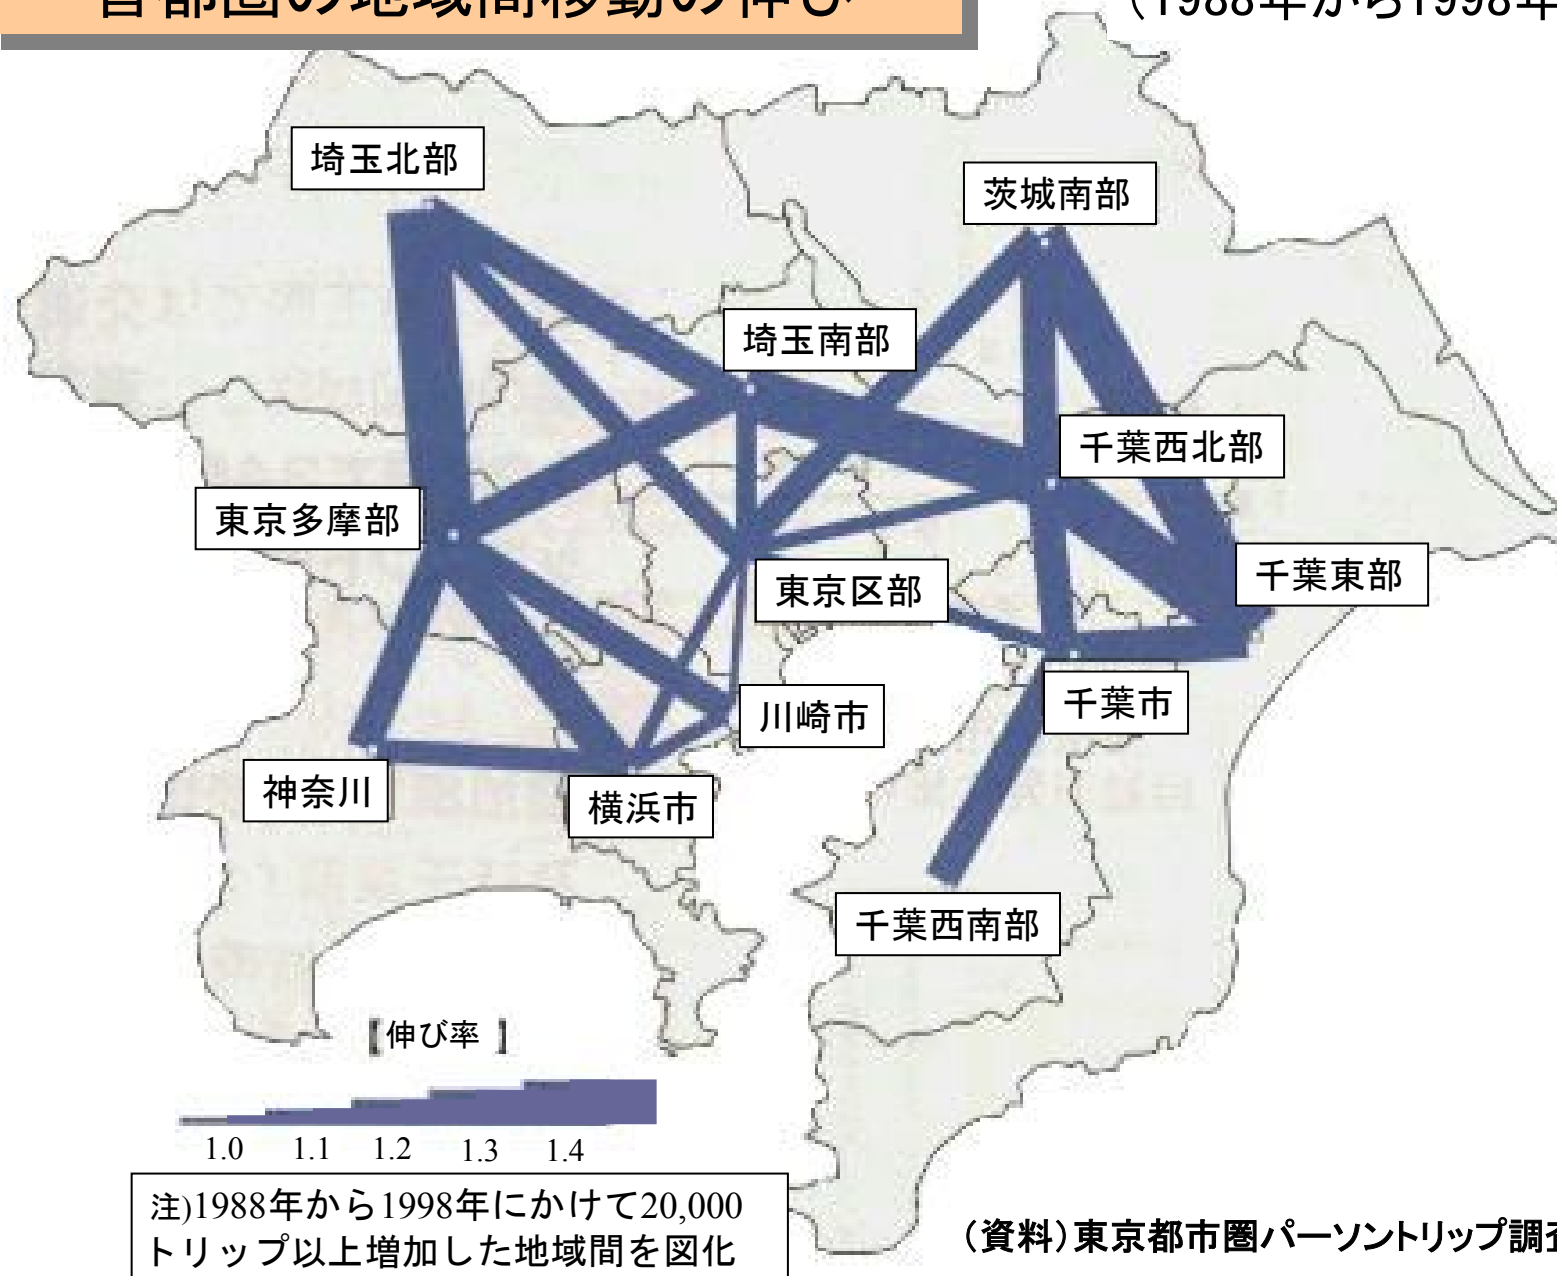 首都圏の地域間移動の伸び
（1988年から1998年
埼玉北部
茨城南部
埼玉南部
千葉西北部
東京多摩部
千葉東部
東京区部
千葉市
川崎市
神奈川
横浜市
千葉西南部
【伸び率 】
1.0 1.1 1.2 1.3 1.4
注)1988年から1998年にかけて20,000
トリップ以上増加した地域間を図化
（資料）東京都市圏パーソントリップ調査